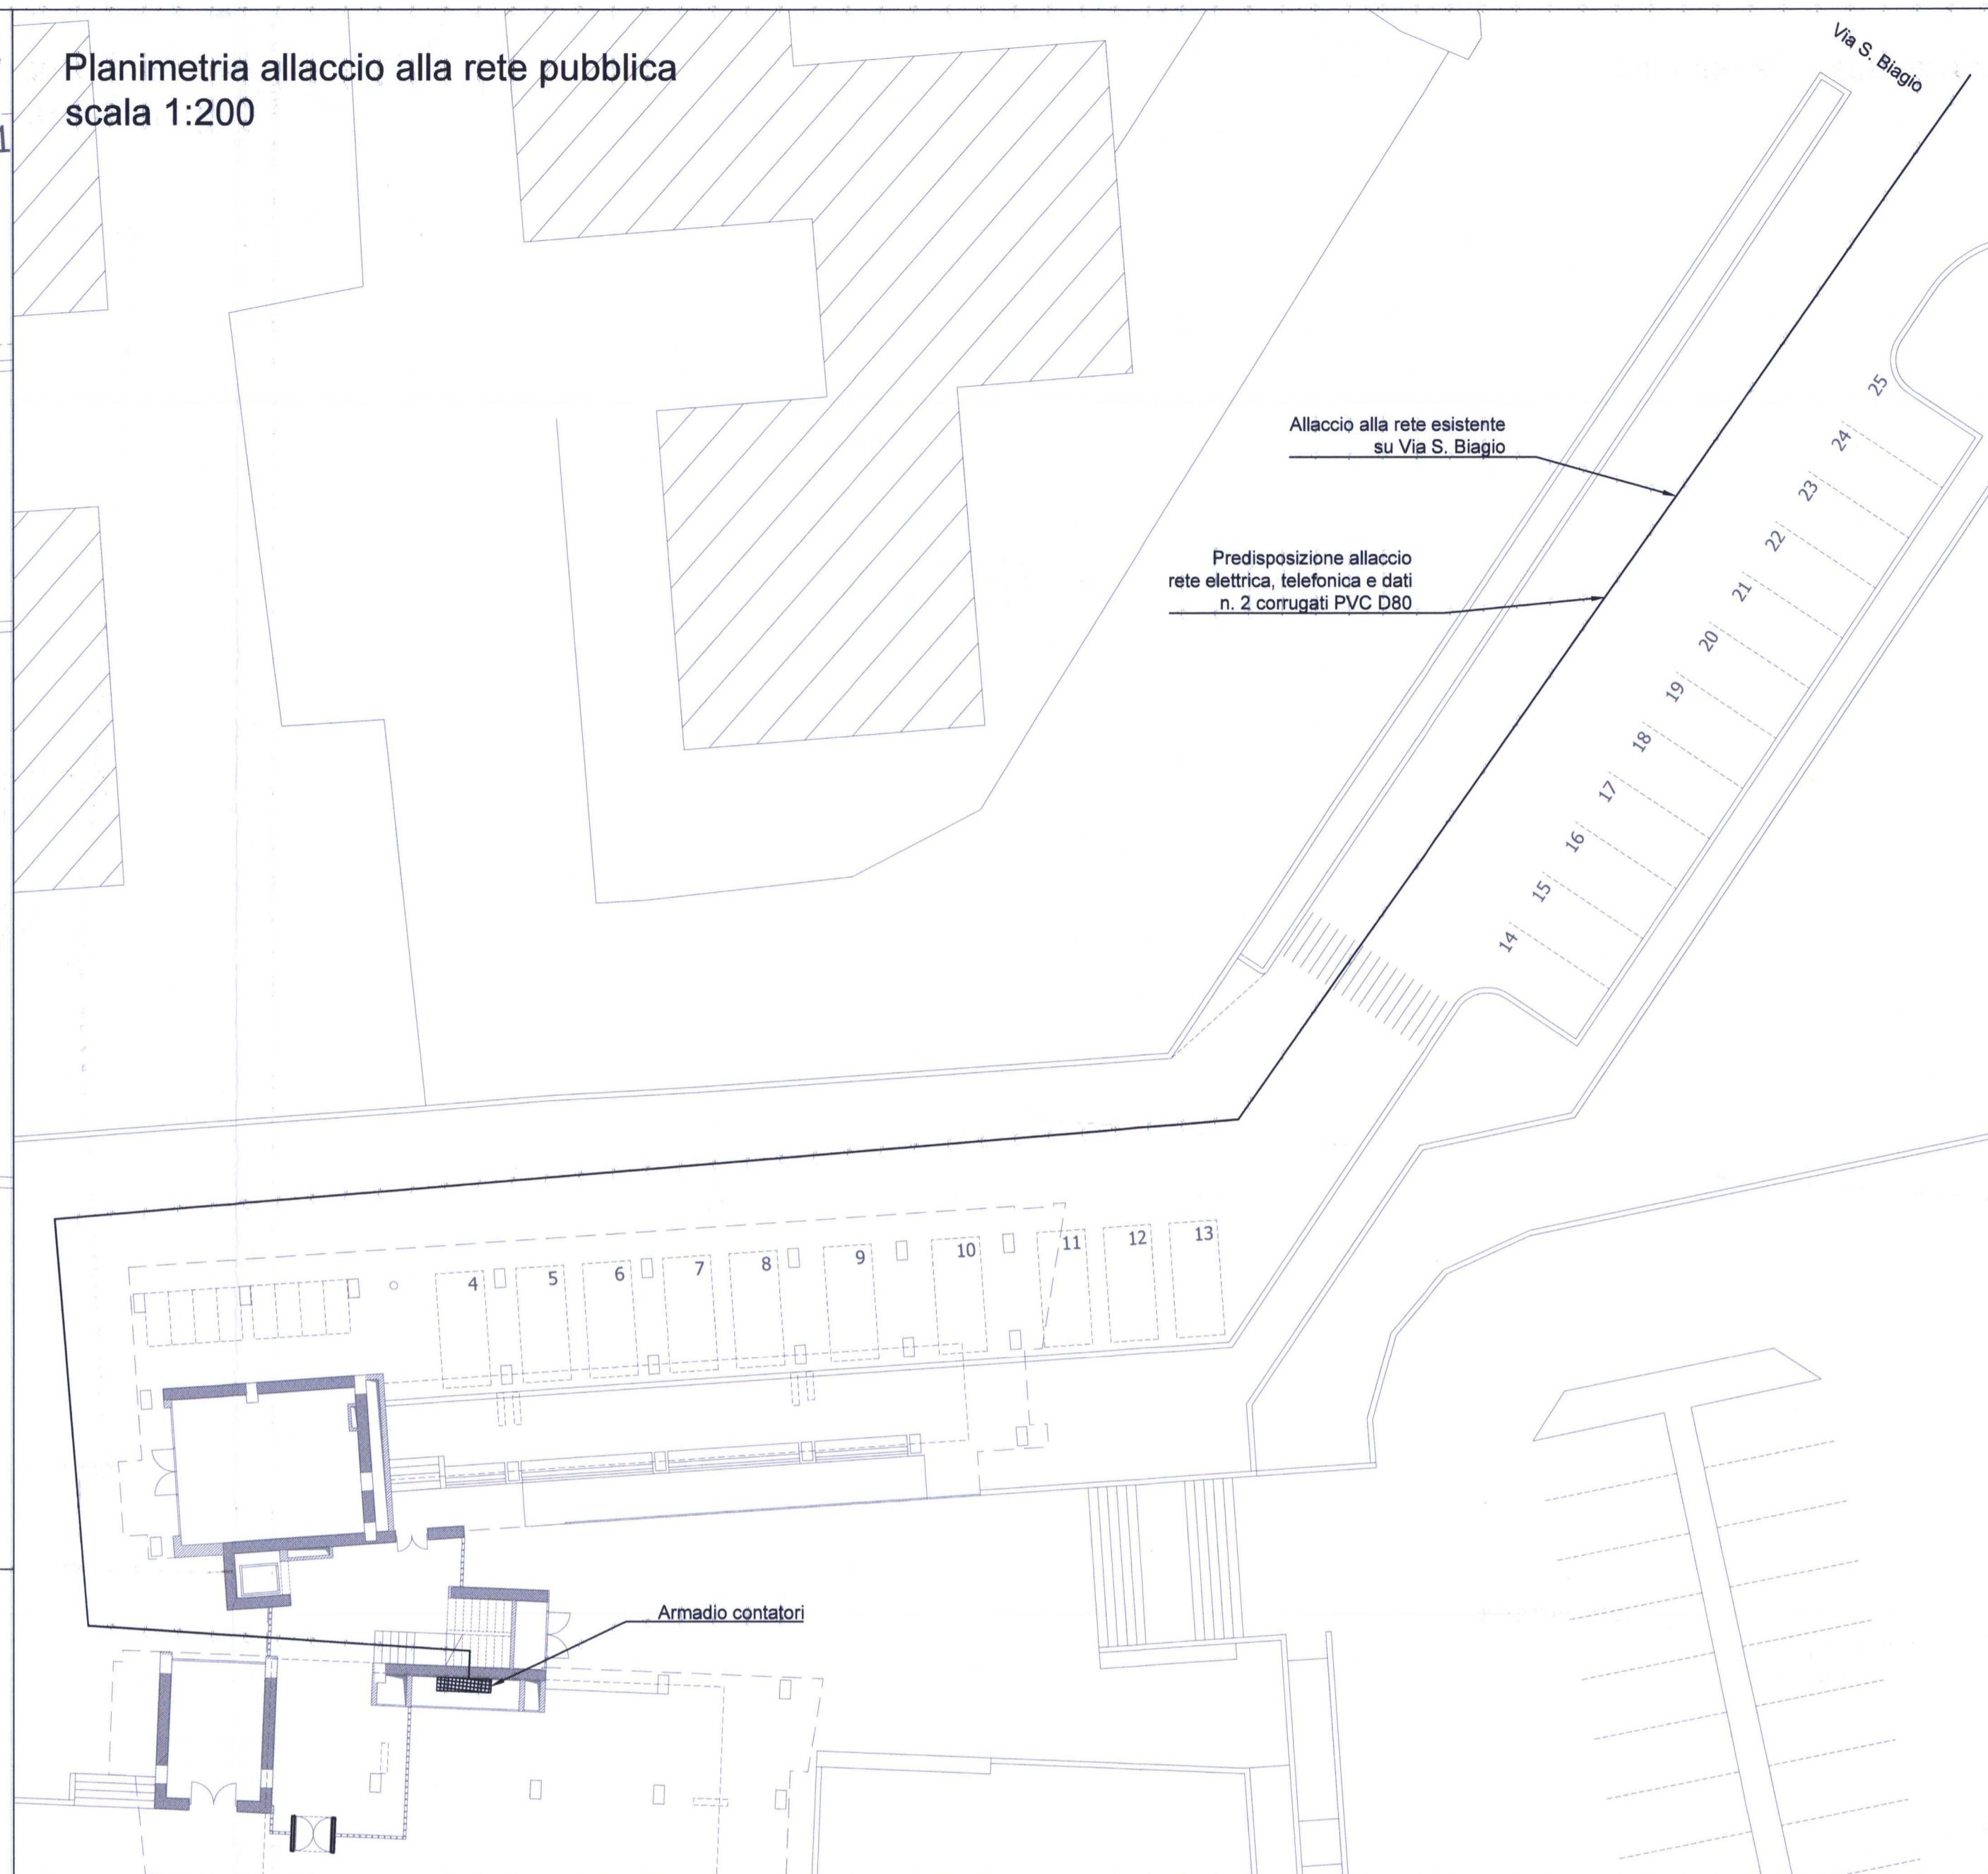 Planimetria allaccio alla rete pubblica
scala 1:200
1
Via S. Biagio
Allaccio alla rete esistente
su Via S. Biagio
Predisposizione allaccio
rete elettrica, telefonica e dati
n. 2 corrugati PVC D80
25
24
23
22
21
20
19
18
17
16
15
14
4
5
6
7
8
9
10
11
12
13
Armadio contatori